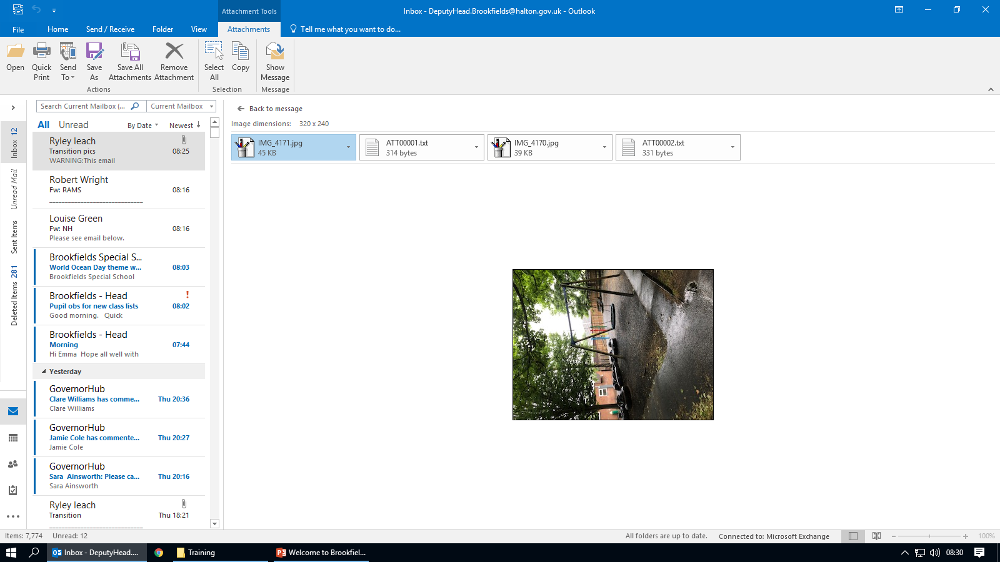 Attachment Tools
Inbox - DeputyHead.Brookfields@halton.gov.uk - Outlook
File
Home
Send / Receive
Folder
View
Attachments
Tell me what you want to do...
Open
Quick Print
Send To
Save As
Save All Attachments
Remove Attachment
Select All
Copy
Show Message
Actions
Selection
Message
Search Current Mailbox (...
Current Mailbox
All
Unread
By Date
Newest
Inbox 12
Unread Mail
Sent Items
Deleted Items 281
Ryley leach
Transition pics 08:25
WARNING:This email
Robert Wright
Fw: RAMS 08:16
Louise Green
Fw: NH 08:16
Please see email below.
Brookfields Special S...
World Ocean Day theme w... 08:03
Brookfields Special School
Brookfields - Head !
Pupil obs for new class lists 08:02
Good morning. Quick
Brookfields - Head
Morning 07:44
Hi Emma Hope all well with
Yesterday
GovernorHub
Clare Williams has comme... Thu 20:36
Clare Williams
GovernorHub
Jamie Cole has commente... Thu 20:27
Jamie Cole
GovernorHub
Sara Ainsworth: Please ca... Thu 20:16
Sara Ainsworth
Ryley leach
Transition Thu 18:21
Back to message
Image dimensions: 320 x 240
IMG_4171.jpg
45 KB
ATT00001.txt
314 bytes
IMG_4170.jpg
39 KB
ATT00002.txt
331 bytes
Items: 7,774 Unread: 12
All folders are up to date. Connected to: Microsoft Exchange
100%
Inbox - DeputyHead....
Training
Welcome to Brookfiel...
08:30